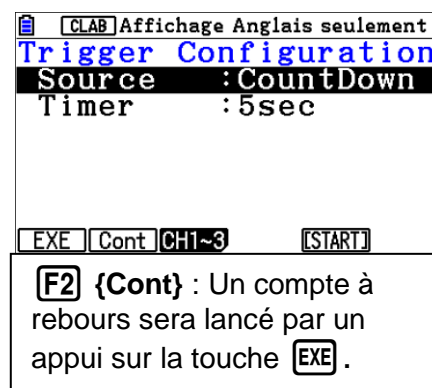 CLAB Affichage Anglais seulement
Trigger Configuration
Source :CountDown
Timer :5sec
EXE Cont CH1~3 [START]
F2 {Cont} : Un compte à
rebours sera lancé par un
appui sur la touche EXE .